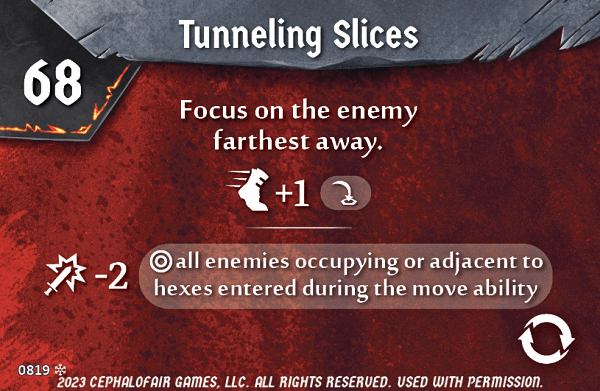 Tunneling Slices
68
Focus on the enemy
farthest away.
+1
-2 all enemies occupying or adjacent to
hexes entered during the move ability
0819
2023 CEPHALOFAIR GAMES, LLC. ALL RIGHTS RESERVED. USED WITH PERMISSION.